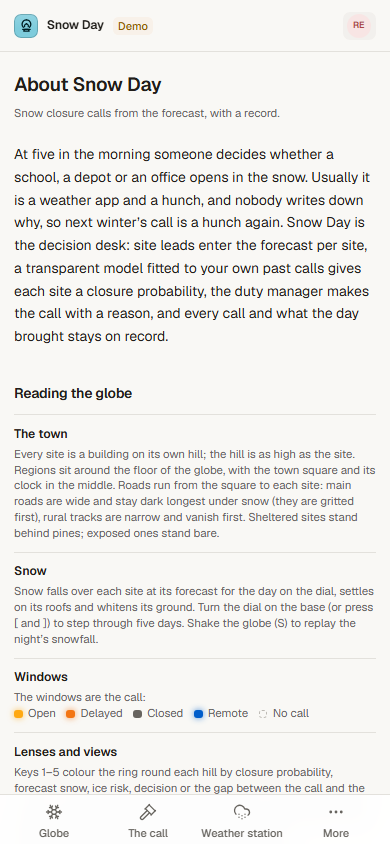 Snow Day Demo RE
About Snow Day
Snow closure calls from the forecast, with a record.
At five in the morning someone decides whether a
school, a depot or an office opens in the snow. Usually it
is a weather app and a hunch, and nobody writes down
why, so next winter's call is a hunch again. Snow Day is
the decision desk: site leads enter the forecast per site,
a transparent model fitted to your own past calls gives
each site a closure probability, the duty manager makes
the call with a reason, and every call and what the day
brought stays on record.
Reading the globe
The town
Every site is a building on its own hill; the hill is as high as the site.
Regions sit around the floor of the globe, with the town square and its
clock in the middle. Roads run from the square to each site: main
roads are wide and stay dark longest under snow (they are gritted
first), rural tracks are narrow and vanish first. Sheltered sites stand
behind pines; exposed ones stand bare.
Snow
Snow falls over each site at its forecast for the day on the dial, settles
on its roofs and whitens its ground. Turn the dial on the base (or press
[ and ]) to step through five days. Shake the globe (S) to replay the
night's snowfall.
Windows
The windows are the call:
Open Delayed Closed Remote No call
Lenses and views
Keys 1–5 colour the ring round each hill by closure probability,
forecast snow, ice risk, decision or the gap between the call and the
Globe The call Weather station More